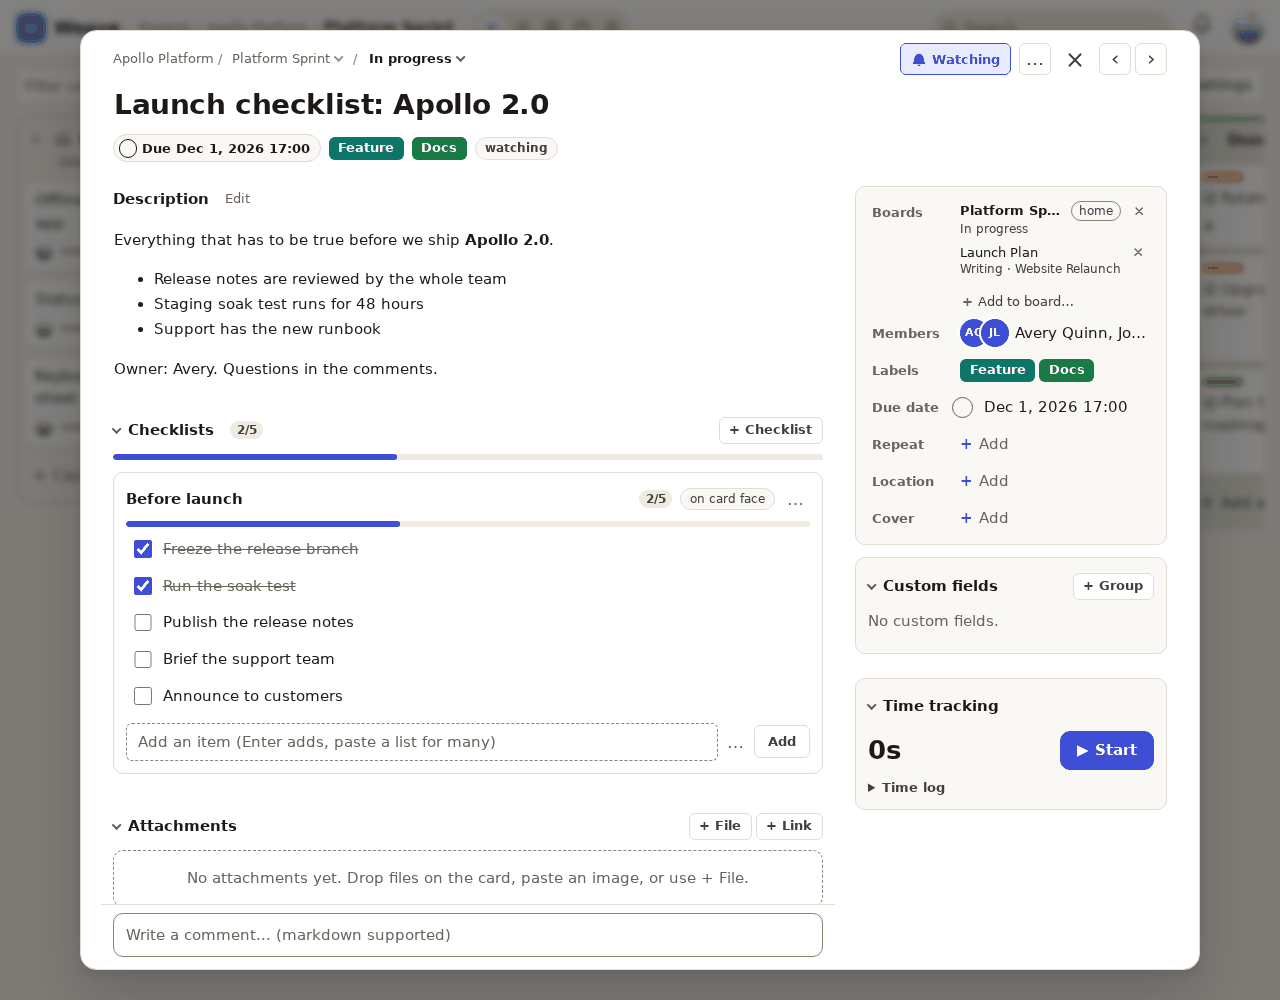 Apollo Platform / Platform Sprint / In progress
Watching
...
Launch checklist: Apollo 2.0
Due Dec 1, 2026 17:00 Feature Docs watching
Description Edit
Everything that has to be true before we ship Apollo 2.0.
• Release notes are reviewed by the whole team
• Staging soak test runs for 48 hours
• Support has the new runbook
Owner: Avery. Questions in the comments.
Checklists 2/5 + Checklist
Before launch 2/5 on card face ...
Freeze the release branch
Run the soak test
Publish the release notes
Brief the support team
Announce to customers
Add an item (Enter adds, paste a list for many) ... Add
Attachments + File + Link
No attachments yet. Drop files on the card, paste an image, or use + File.
Write a comment... (markdown supported)
Boards Platform Sp... home ×
In progress
Launch Plan ×
Writing · Website Relaunch
+ Add to board...
Members JL Avery Quinn, Jo...
Labels Feature Docs
Due date Dec 1, 2026 17:00
Repeat + Add
Location + Add
Cover + Add
Custom fields + Group
No custom fields.
Time tracking
0s ▶ Start
▶ Time log